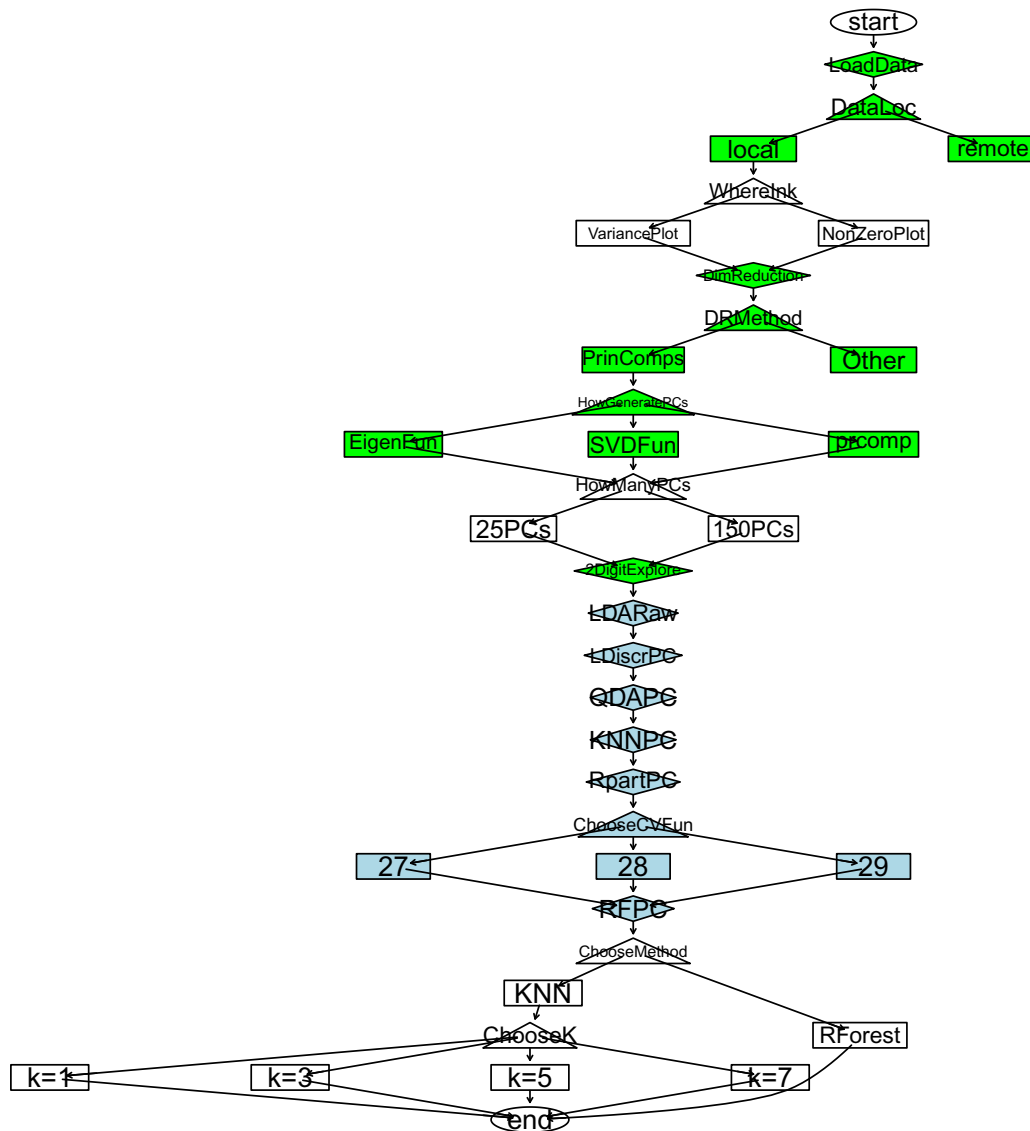 start
LoadData
DataLoc
local
remote
WhereInk
VariancePlot
NonZeroPlot
DimReduction
DRMethod
PrinComps
Other
HowGeneratePCs
EigenFun
SVDFun
prcomp
HowManyPCs
25PCs
150PCs
2DigitExplore
LDARaw
LDiscrPC
QDAPC
KNNPC
RpartPC
ChooseCVFun
27
28
29
RFPC
ChooseMethod
KNN
ChooseK
RForest
k=1
k=3
k=5
k=7
end